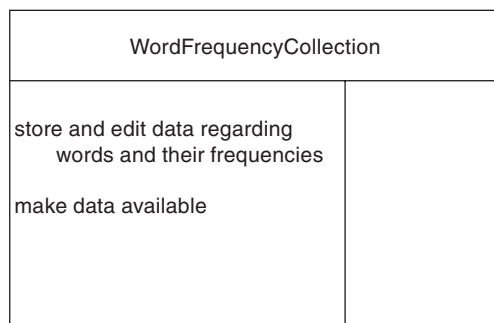 WordFrequencyCollection
store and edit data regarding
words and their frequencies
make data available